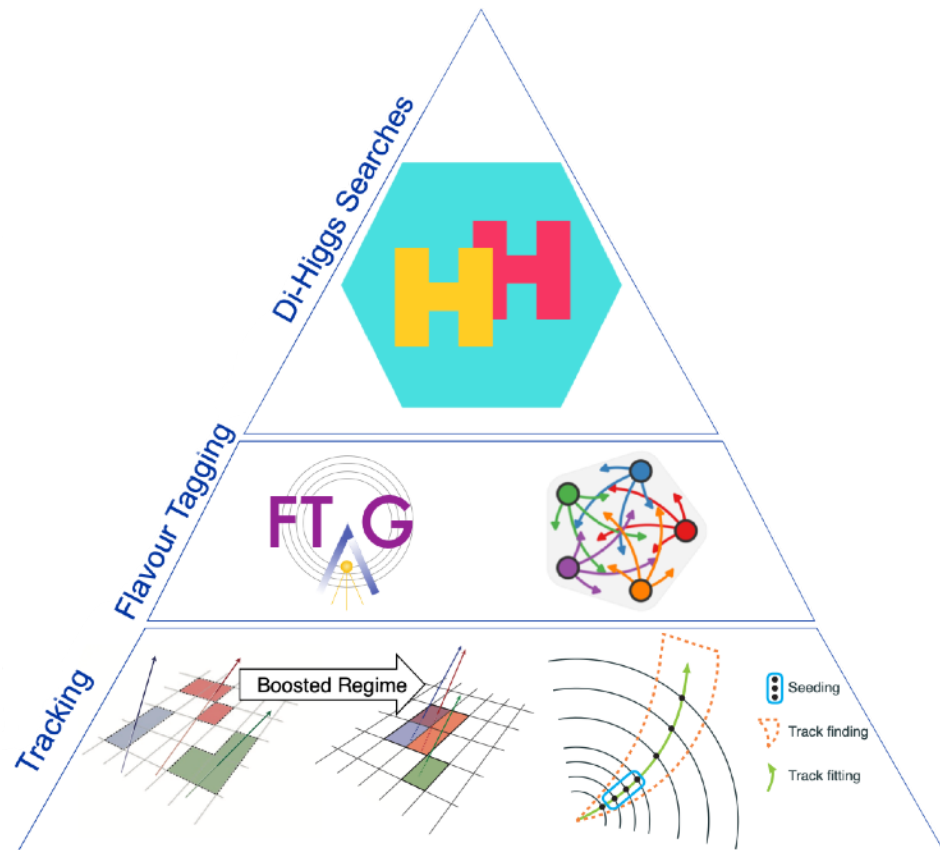 Di-Higgs Searches
HH
Flavour Tagging
FTAG
Tracking
Boosted Regime
Seeding
Track finding
Track fitting